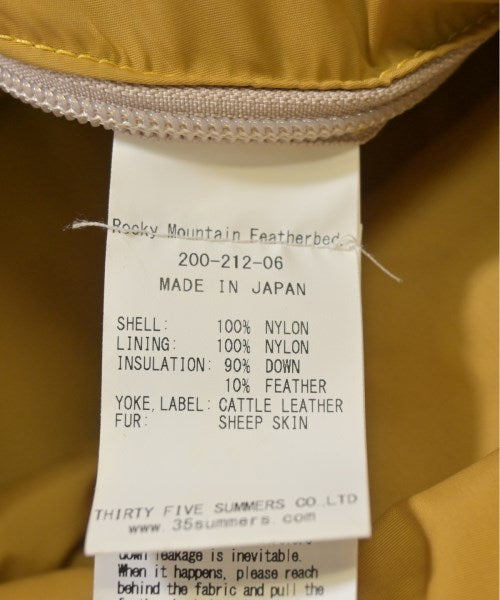 Rocky Mountain Featherbed
200-212-06
MADE IN JAPAN
SHELL: 100% NYLON
LINING: 100% NYLON
INSULATION: 90% DOWN
10% FEATHER
YOKE, LABEL: CATTLE LEATHER
FUR: SHEEP SKIN
THIRTY FIVE SUMMERS CO.,LTD
www.35summers.com
down leakage is inevitable.
When it happens, please reach
behind the fabric and pull the